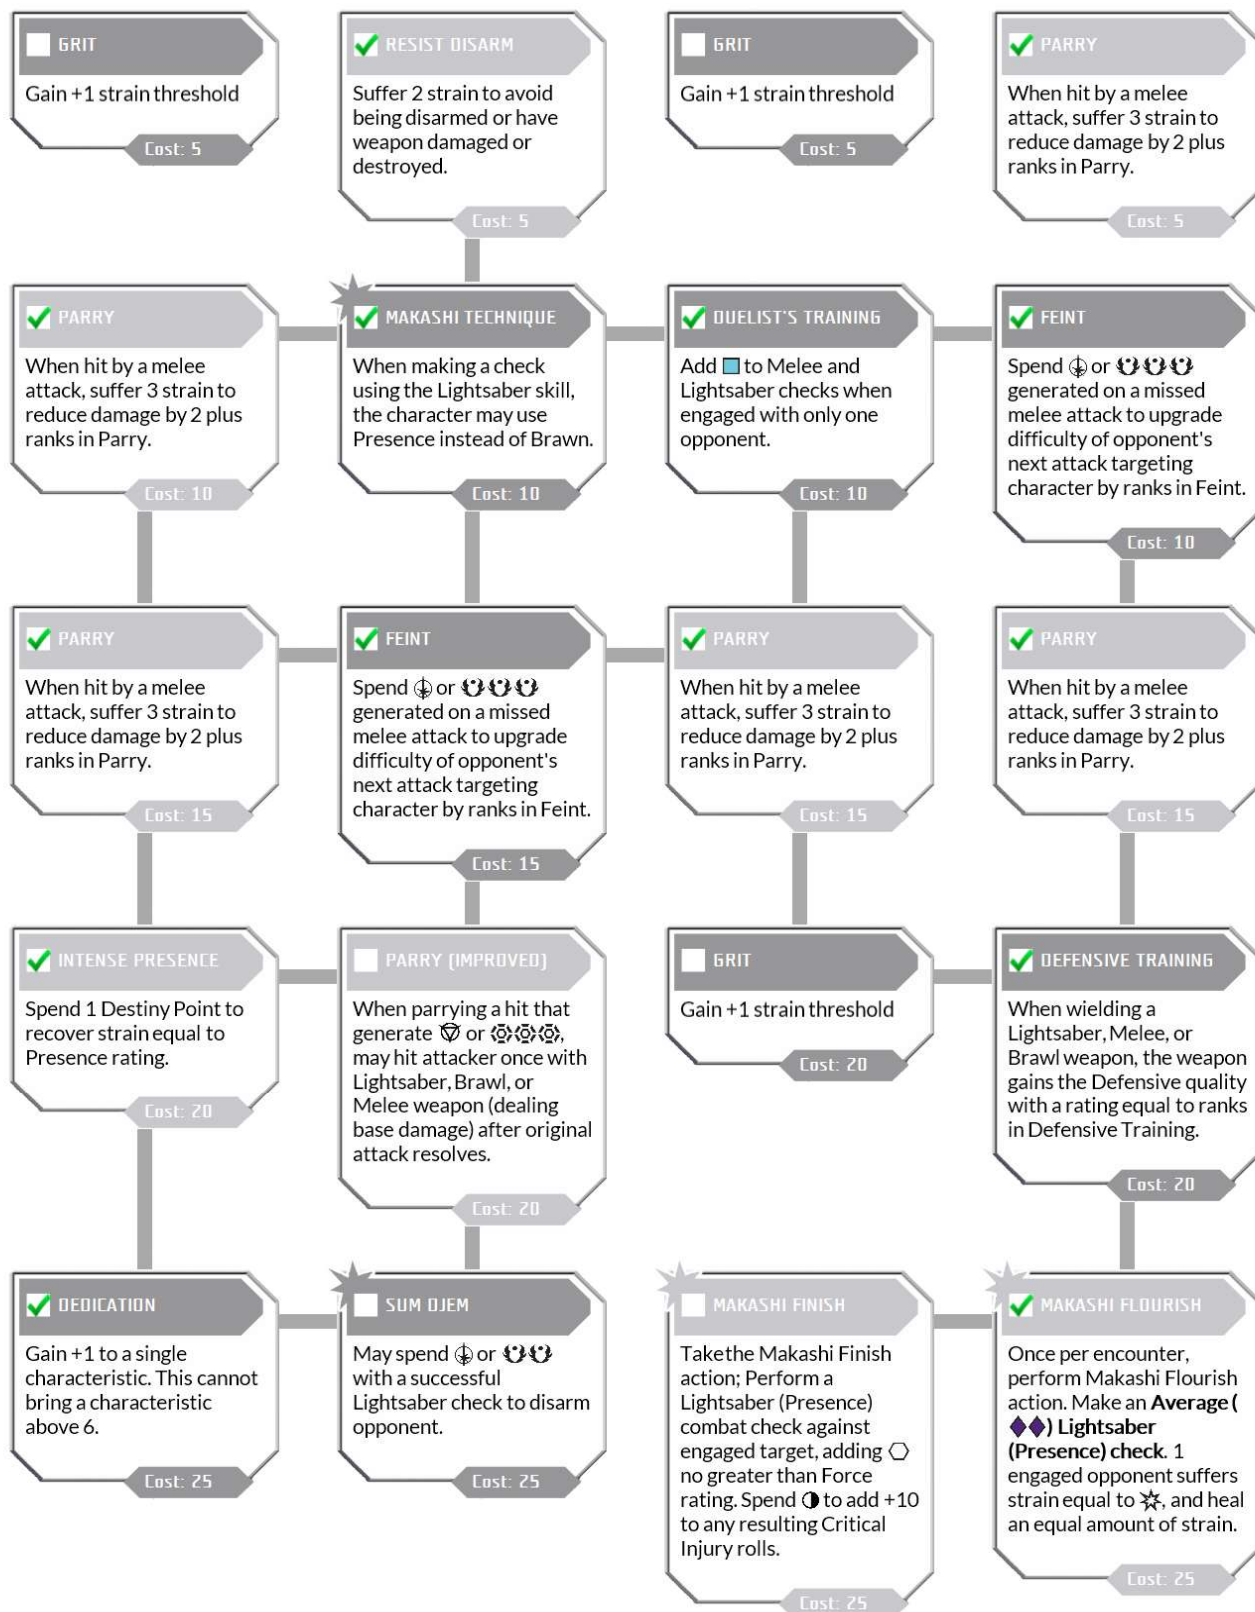 GRIT
Gain +1 strain threshold
Cost: 5
RESIST DISARM
Suffer 2 strain to avoid
being disarmed or have
weapon damaged or
destroyed.
Cost: 5
GRIT
Gain +1 strain threshold
Cost: 5
PARRY
When hit by a melee
attack, suffer 3 strain to
reduce damage by 2 plus
ranks in Parry.
Cost: 5
PARRY
When hit by a melee
attack, suffer 3 strain to
reduce damage by 2 plus
ranks in Parry.
Cost: 10
MAKASHI TECHNIQUE
When making a check
using the Lightsaber skill,
the character may use
Presence instead of Brawn.
Cost: 10
DUELIST'S TRAINING
Add to Melee and
Lightsaber checks when
engaged with only one
opponent.
Cost: 10
FEINT
Spend or
generated on a missed
melee attack to upgrade
difficulty of opponent's
next attack targeting
character by ranks in Feint.
Cost: 10
PARRY
When hit by a melee
attack, suffer 3 strain to
reduce damage by 2 plus
ranks in Parry.
Cost: 15
FEINT
Spend or
generated on a missed
melee attack to upgrade
difficulty of opponent's
next attack targeting
character by ranks in Feint.
Cost: 15
PARRY
When hit by a melee
attack, suffer 3 strain to
reduce damage by 2 plus
ranks in Parry.
Cost: 15
PARRY
When hit by a melee
attack, suffer 3 strain to
reduce damage by 2 plus
ranks in Parry.
Cost: 15
INTENSE PRESENCE
Spend 1 Destiny Point to
recover strain equal to
Presence rating.
Cost: 20
PARRY (IMPROVED)
When parrying a hit that
generate or ,
may hit attacker once with
Lightsaber, Brawl, or
Melee weapon (dealing
base damage) after original
attack resolves.
Cost: 20
GRIT
Gain +1 strain threshold
Cost: 20
DEFENSIVE TRAINING
When wielding a
Lightsaber, Melee, or
Brawl weapon, the weapon
gains the Defensive quality
with a rating equal to ranks
in Defensive Training.
Cost: 20
DEDICATION
Gain +1 to a single
characteristic. This cannot
bring a characteristic
above 6.
Cost: 25
SUM DJEM
May spend or
with a successful
Lightsaber check to disarm
opponent.
Cost: 25
MAKASHI FINISH
Takethe Makashi Finish
action; Perform a
Lightsaber (Presence)
combat check against
engaged target, adding
no greater than Force
rating. Spend to add +10
to any resulting Critical
Injury rolls.
Cost: 25
MAKASHI FLOURISH
Once per encounter,
perform Makashi Flourish
action. Make an Average (
) Lightsaber
(Presence) check. 1
engaged opponent suffers
strain equal to , and heal
an equal amount of strain.
Cost: 25